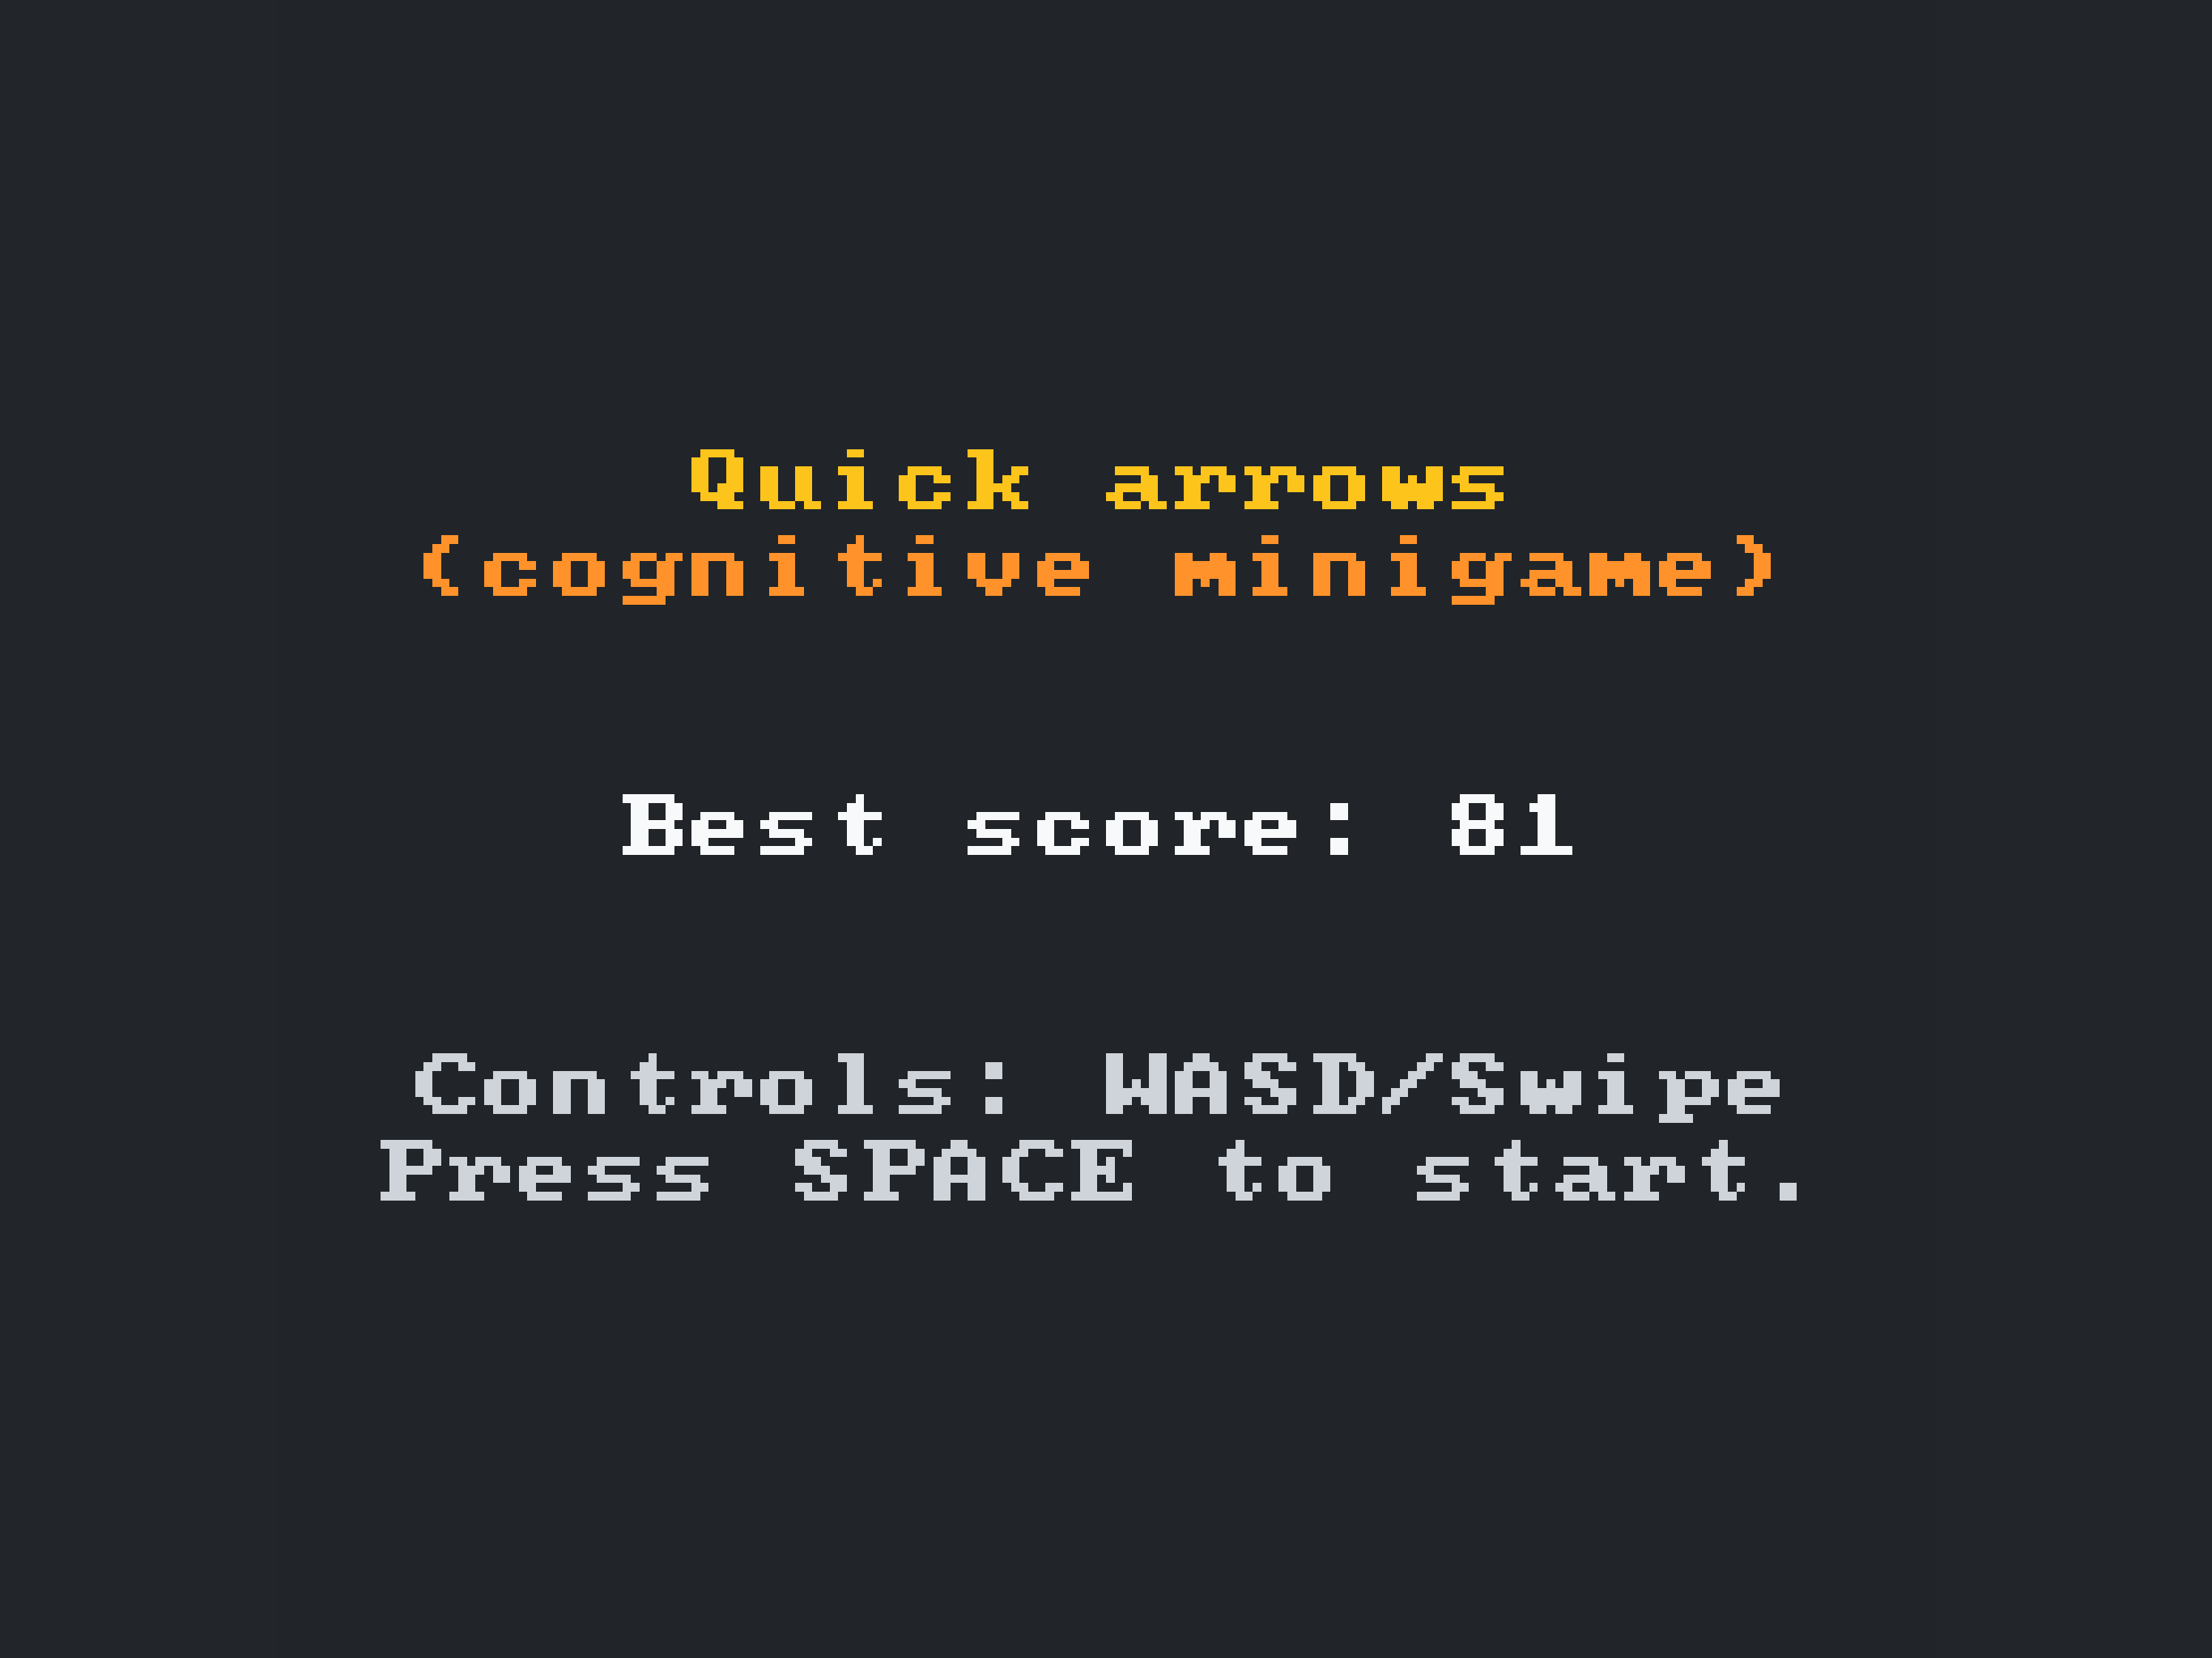 Quick arrows
(cognitive minigame)
Best score: 81
Controls: WASD/Swipe
Press SPACE to start.